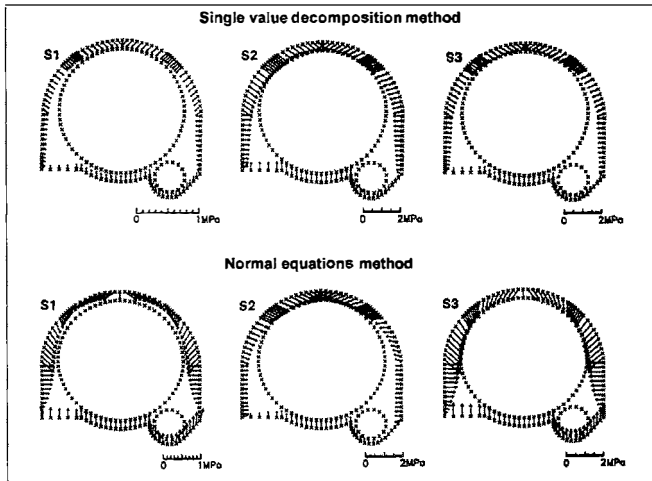 Single value decomposition method
S1
S2
S3
0 1MPa
0 2MPa
0 2MPa
Normal equations method
S1
S2
S3
0 1MPa
0 2MPa
0 2MPa